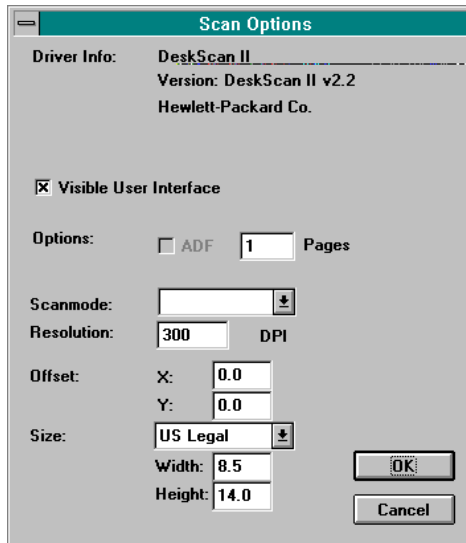 Scan Options
Driver Info: DeskScan II
Version: DeskScan II v2.2
Hewlett-Packard Co.
Visible User Interface
Options: ADF 1 Pages
Scanmode:
Resolution: 300 DPI
Offset: X: 0.0
Y: 0.0
Size: US Legal
Width: 8.5
Height: 14.0
OK
Cancel